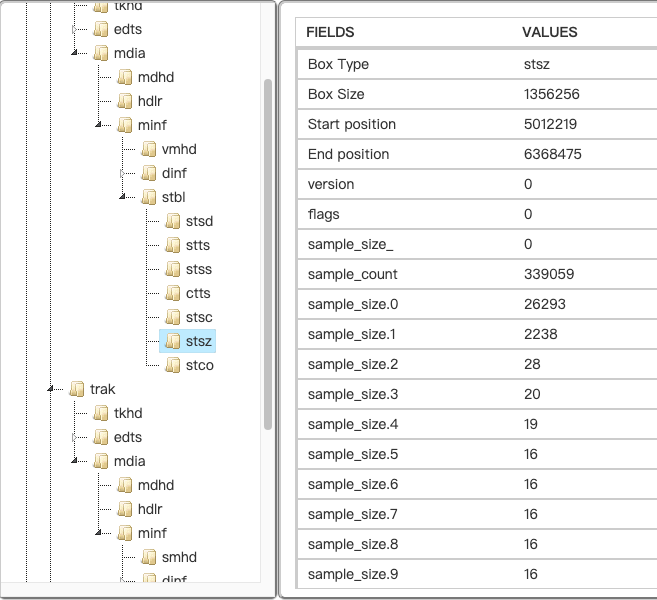 tkhd
edts
mdia
mdhd
hdlr
minf
vmhd
dinf
stbl
stsd
stts
stss
ctts
stsc
stsz
stco
trak
tkhd
edts
mdia
mdhd
hdlr
minf
smhd
dinf
FIELDS VALUES
Box Type stsz
Box Size 1356256
Start position 5012219
End position 6368475
version 0
flags 0
sample_size_ 0
sample_count 339059
sample_size.0 26293
sample_size.1 2238
sample_size.2 28
sample_size.3 20
sample_size.4 19
sample_size.5 16
sample_size.6 16
sample_size.7 16
sample_size.8 16
sample_size.9 16